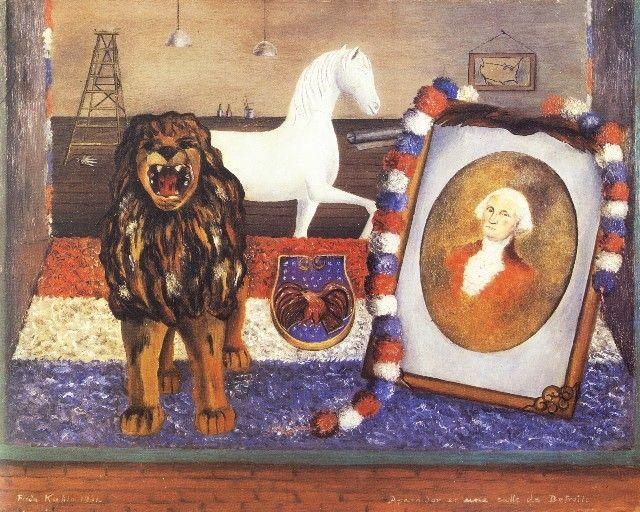 Frida Kahlo 1931
Aparador en una calle de Detroit